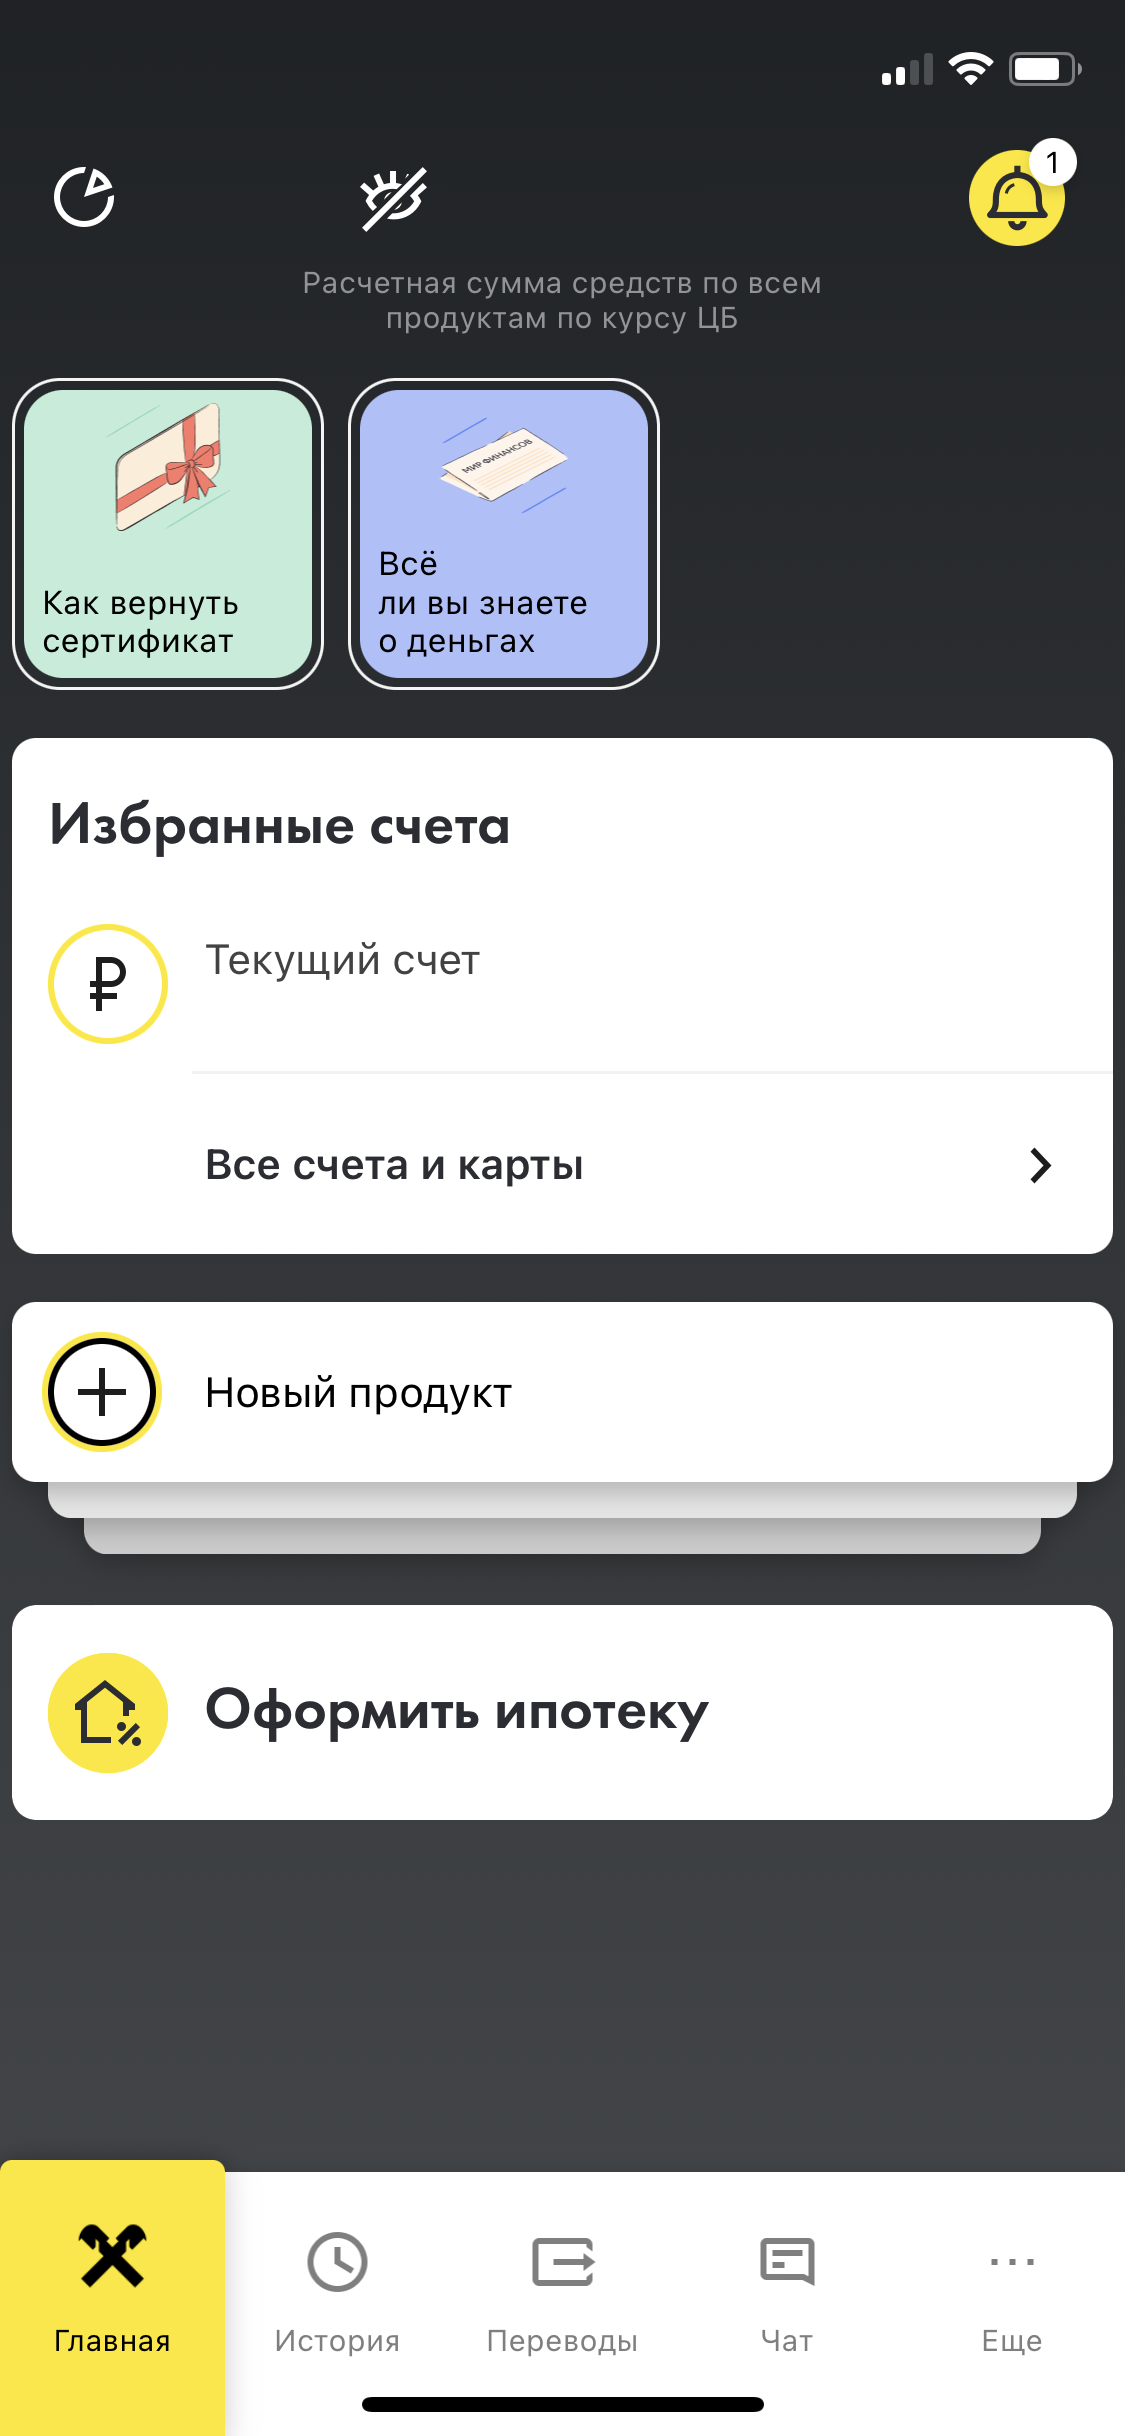 1
Расчетная сумма средств по всем
продуктам по курсу ЦБ
МИР ФИНАНСОВ
Как вернуть
сертификат
Всё
ли вы знаете
о деньгах
Избранные счета
₽
Текущий счет
Все счета и карты
Новый продукт
Оформить ипотеку
Главная
История
Переводы
Чат
Еще